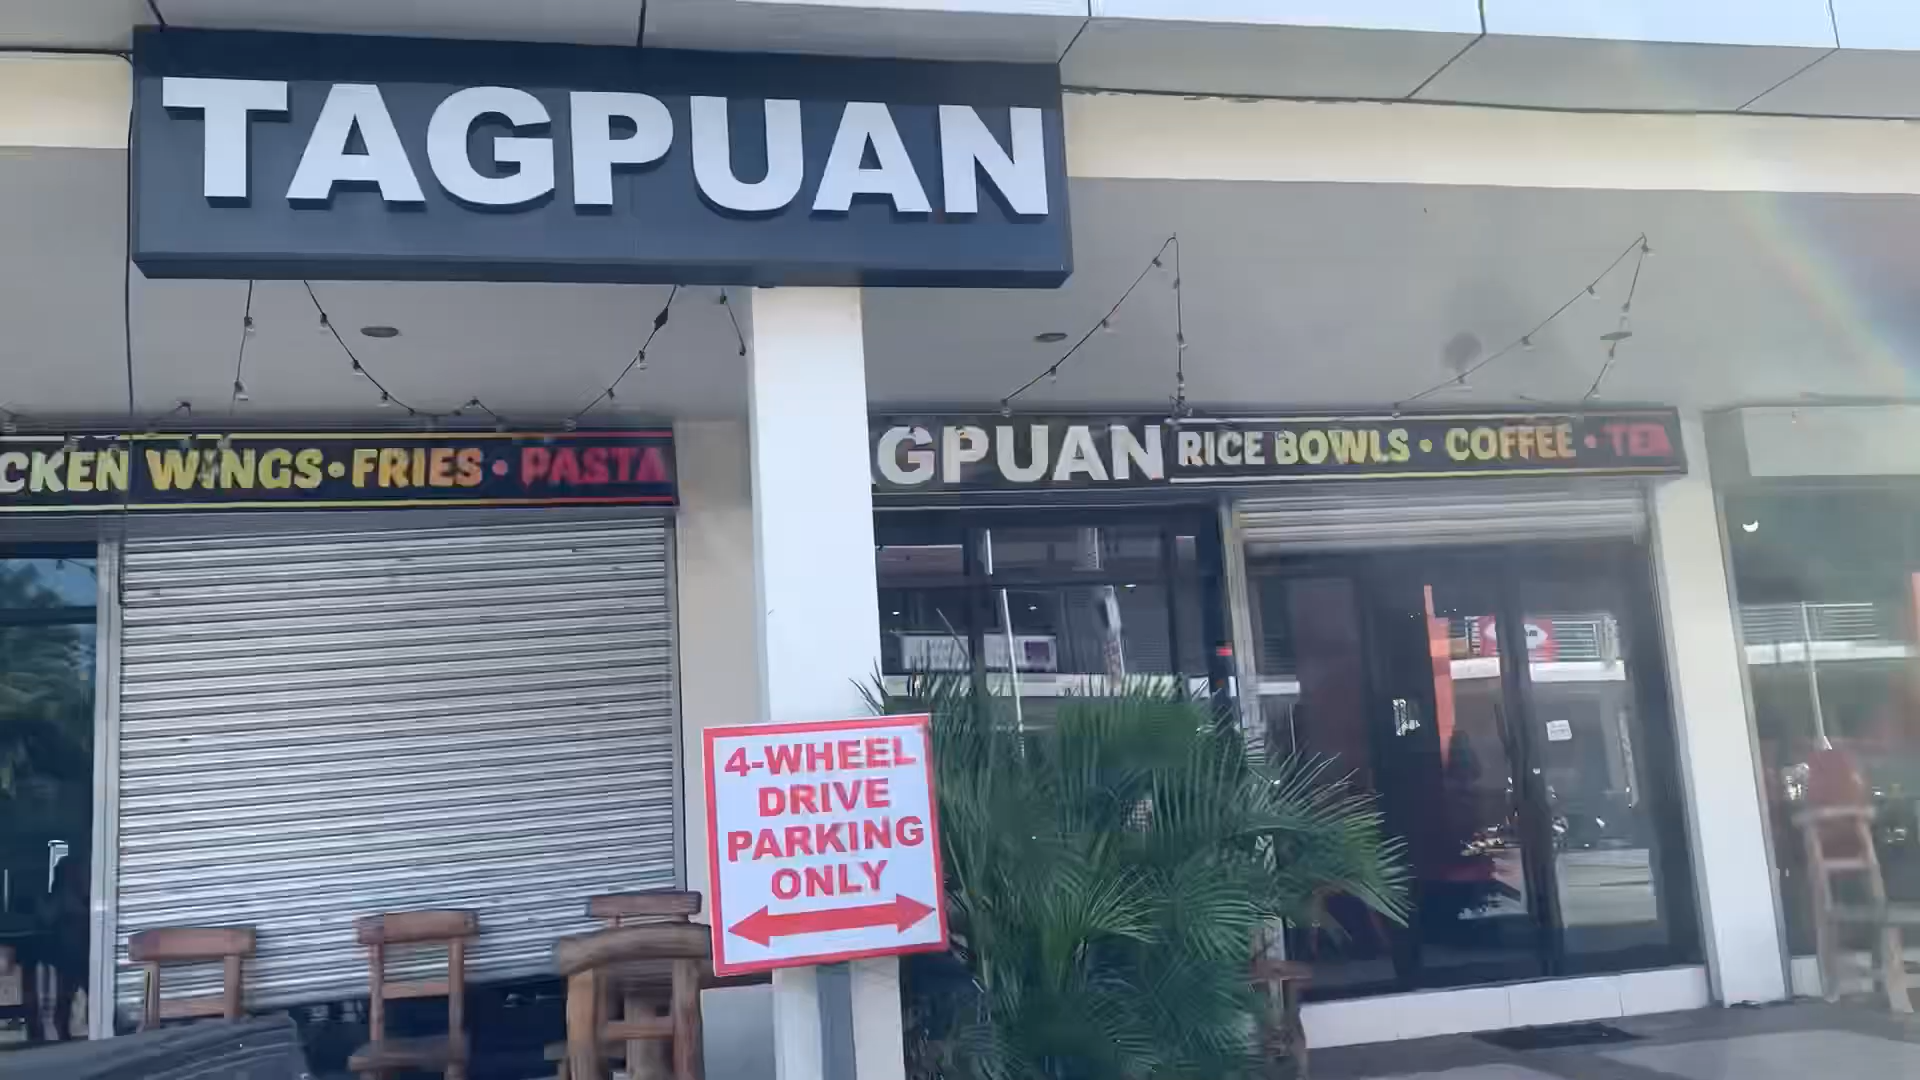 TAGPUAN
CKEN WINGS • FRIES • PASTA
AGPUAN RICE BOWLS • COFFEE • TEA
4-WHEEL
DRIVE
PARKING
ONLY